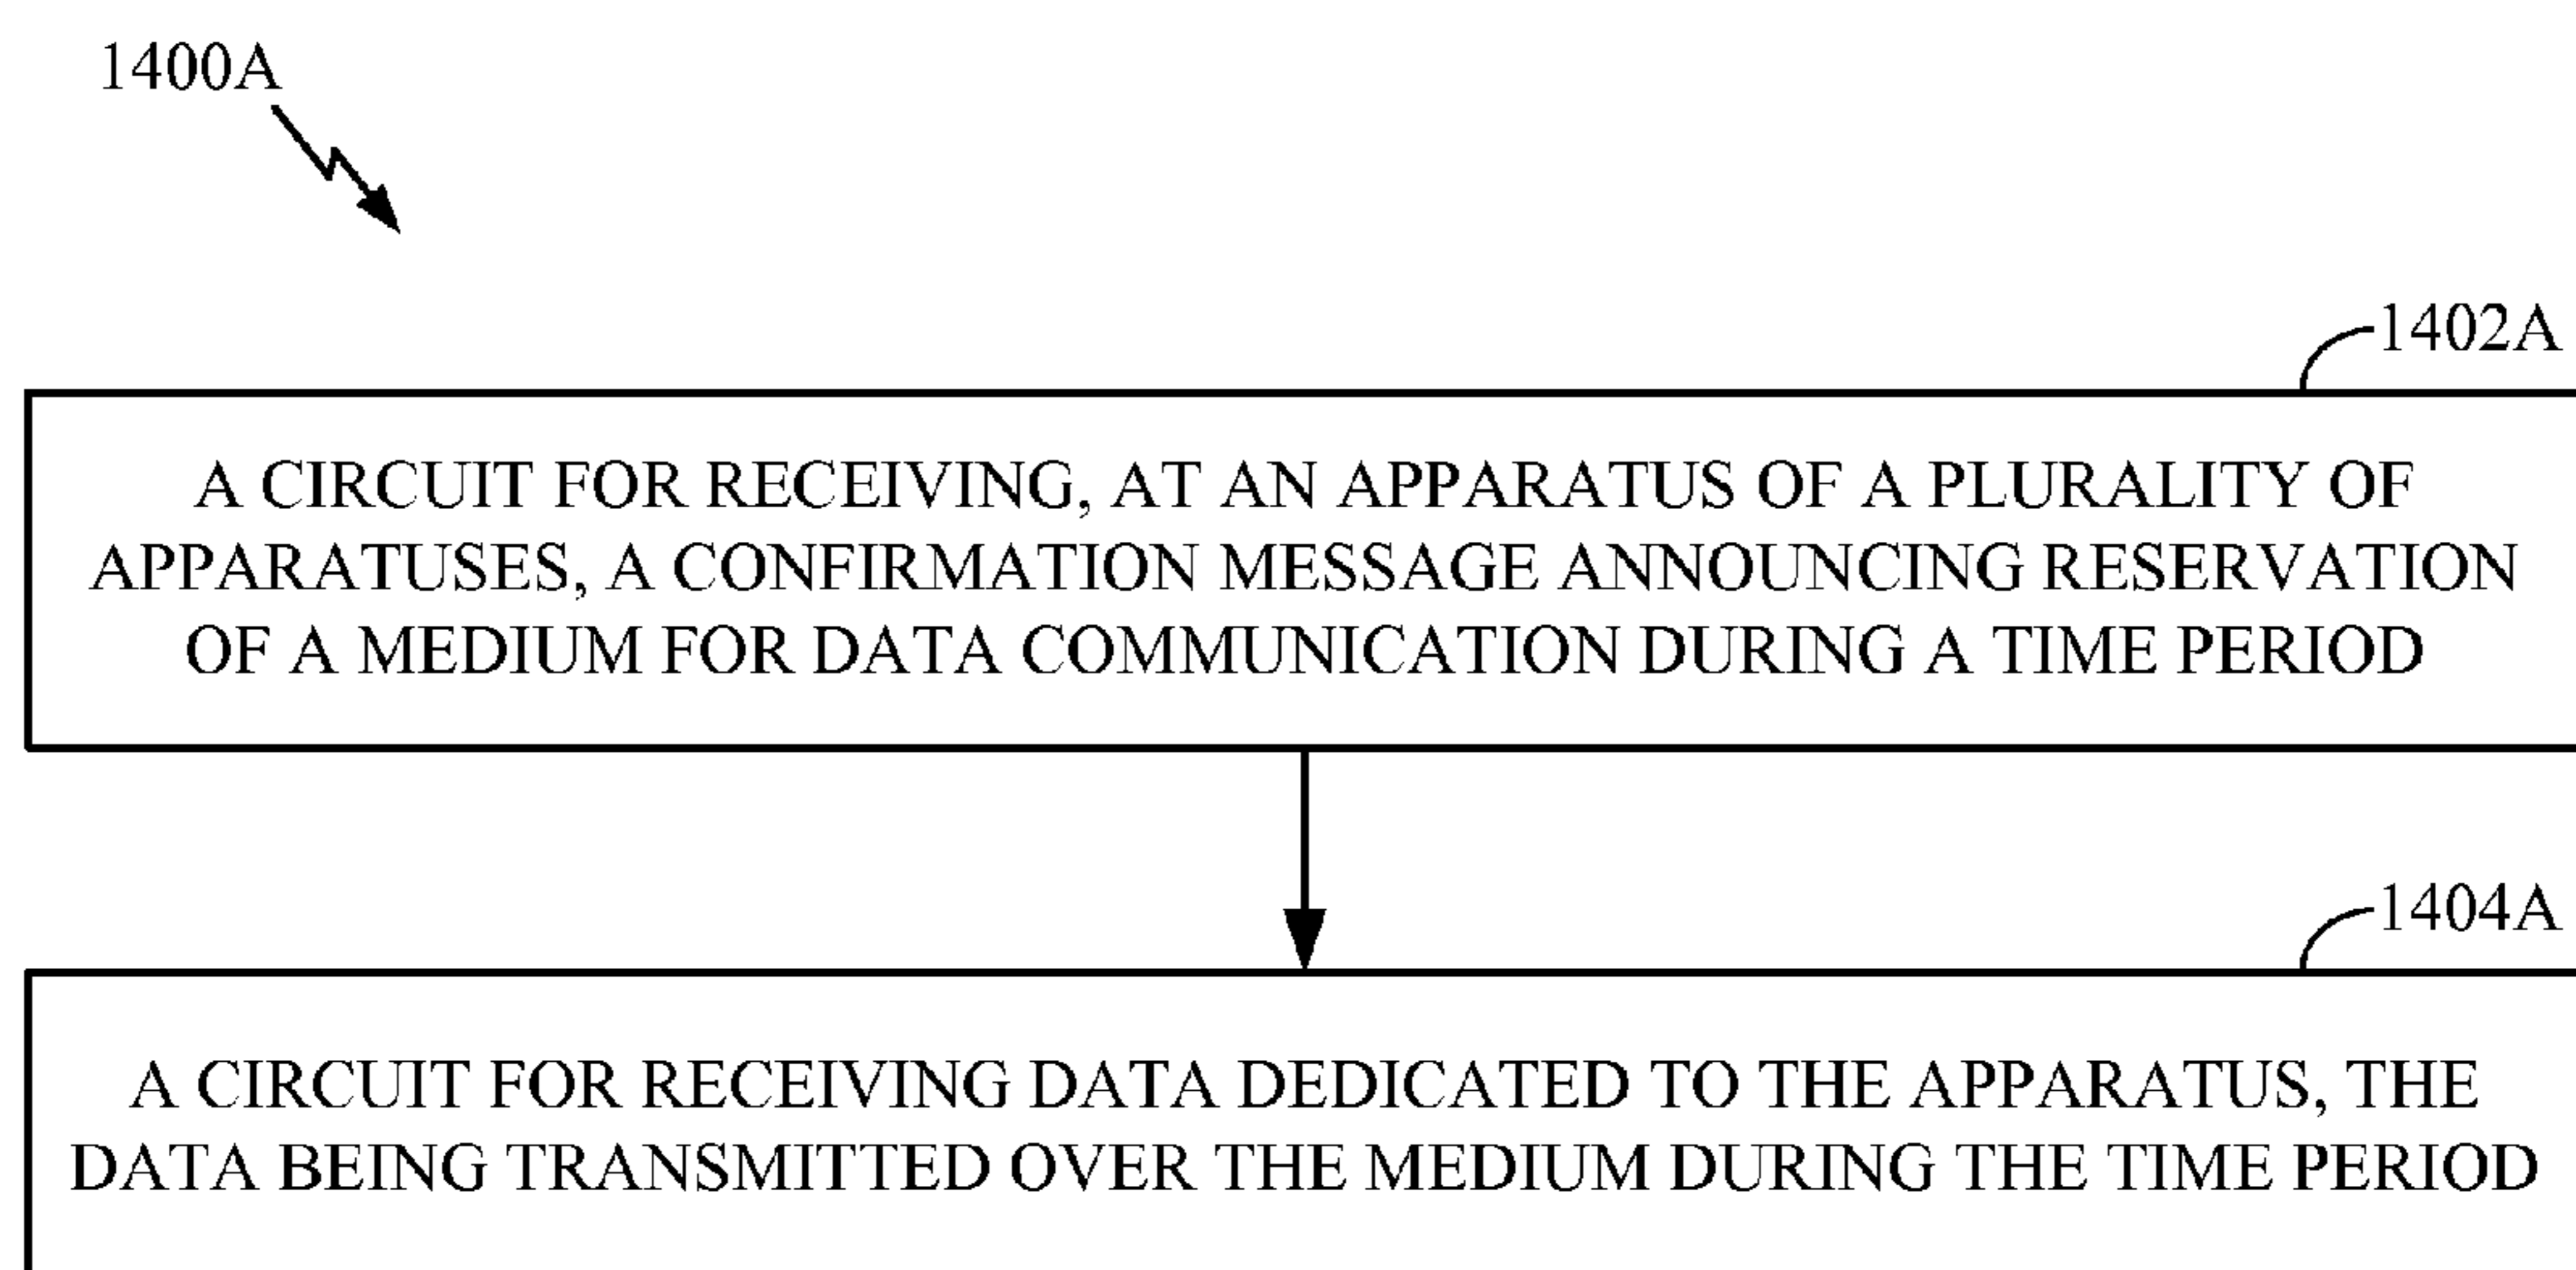 1400A
1402A
A CIRCUIT FOR RECEIVING, AT AN APPARATUS OF A PLURALITY OF
APPARATUSES, A CONFIRMATION MESSAGE ANNOUNCING RESERVATION
OF A MEDIUM FOR DATA COMMUNICATION DURING A TIME PERIOD
1404A
A CIRCUIT FOR RECEIVING DATA DEDICATED TO THE APPARATUS, THE
DATA BEING TRANSMITTED OVER THE MEDIUM DURING THE TIME PERIOD